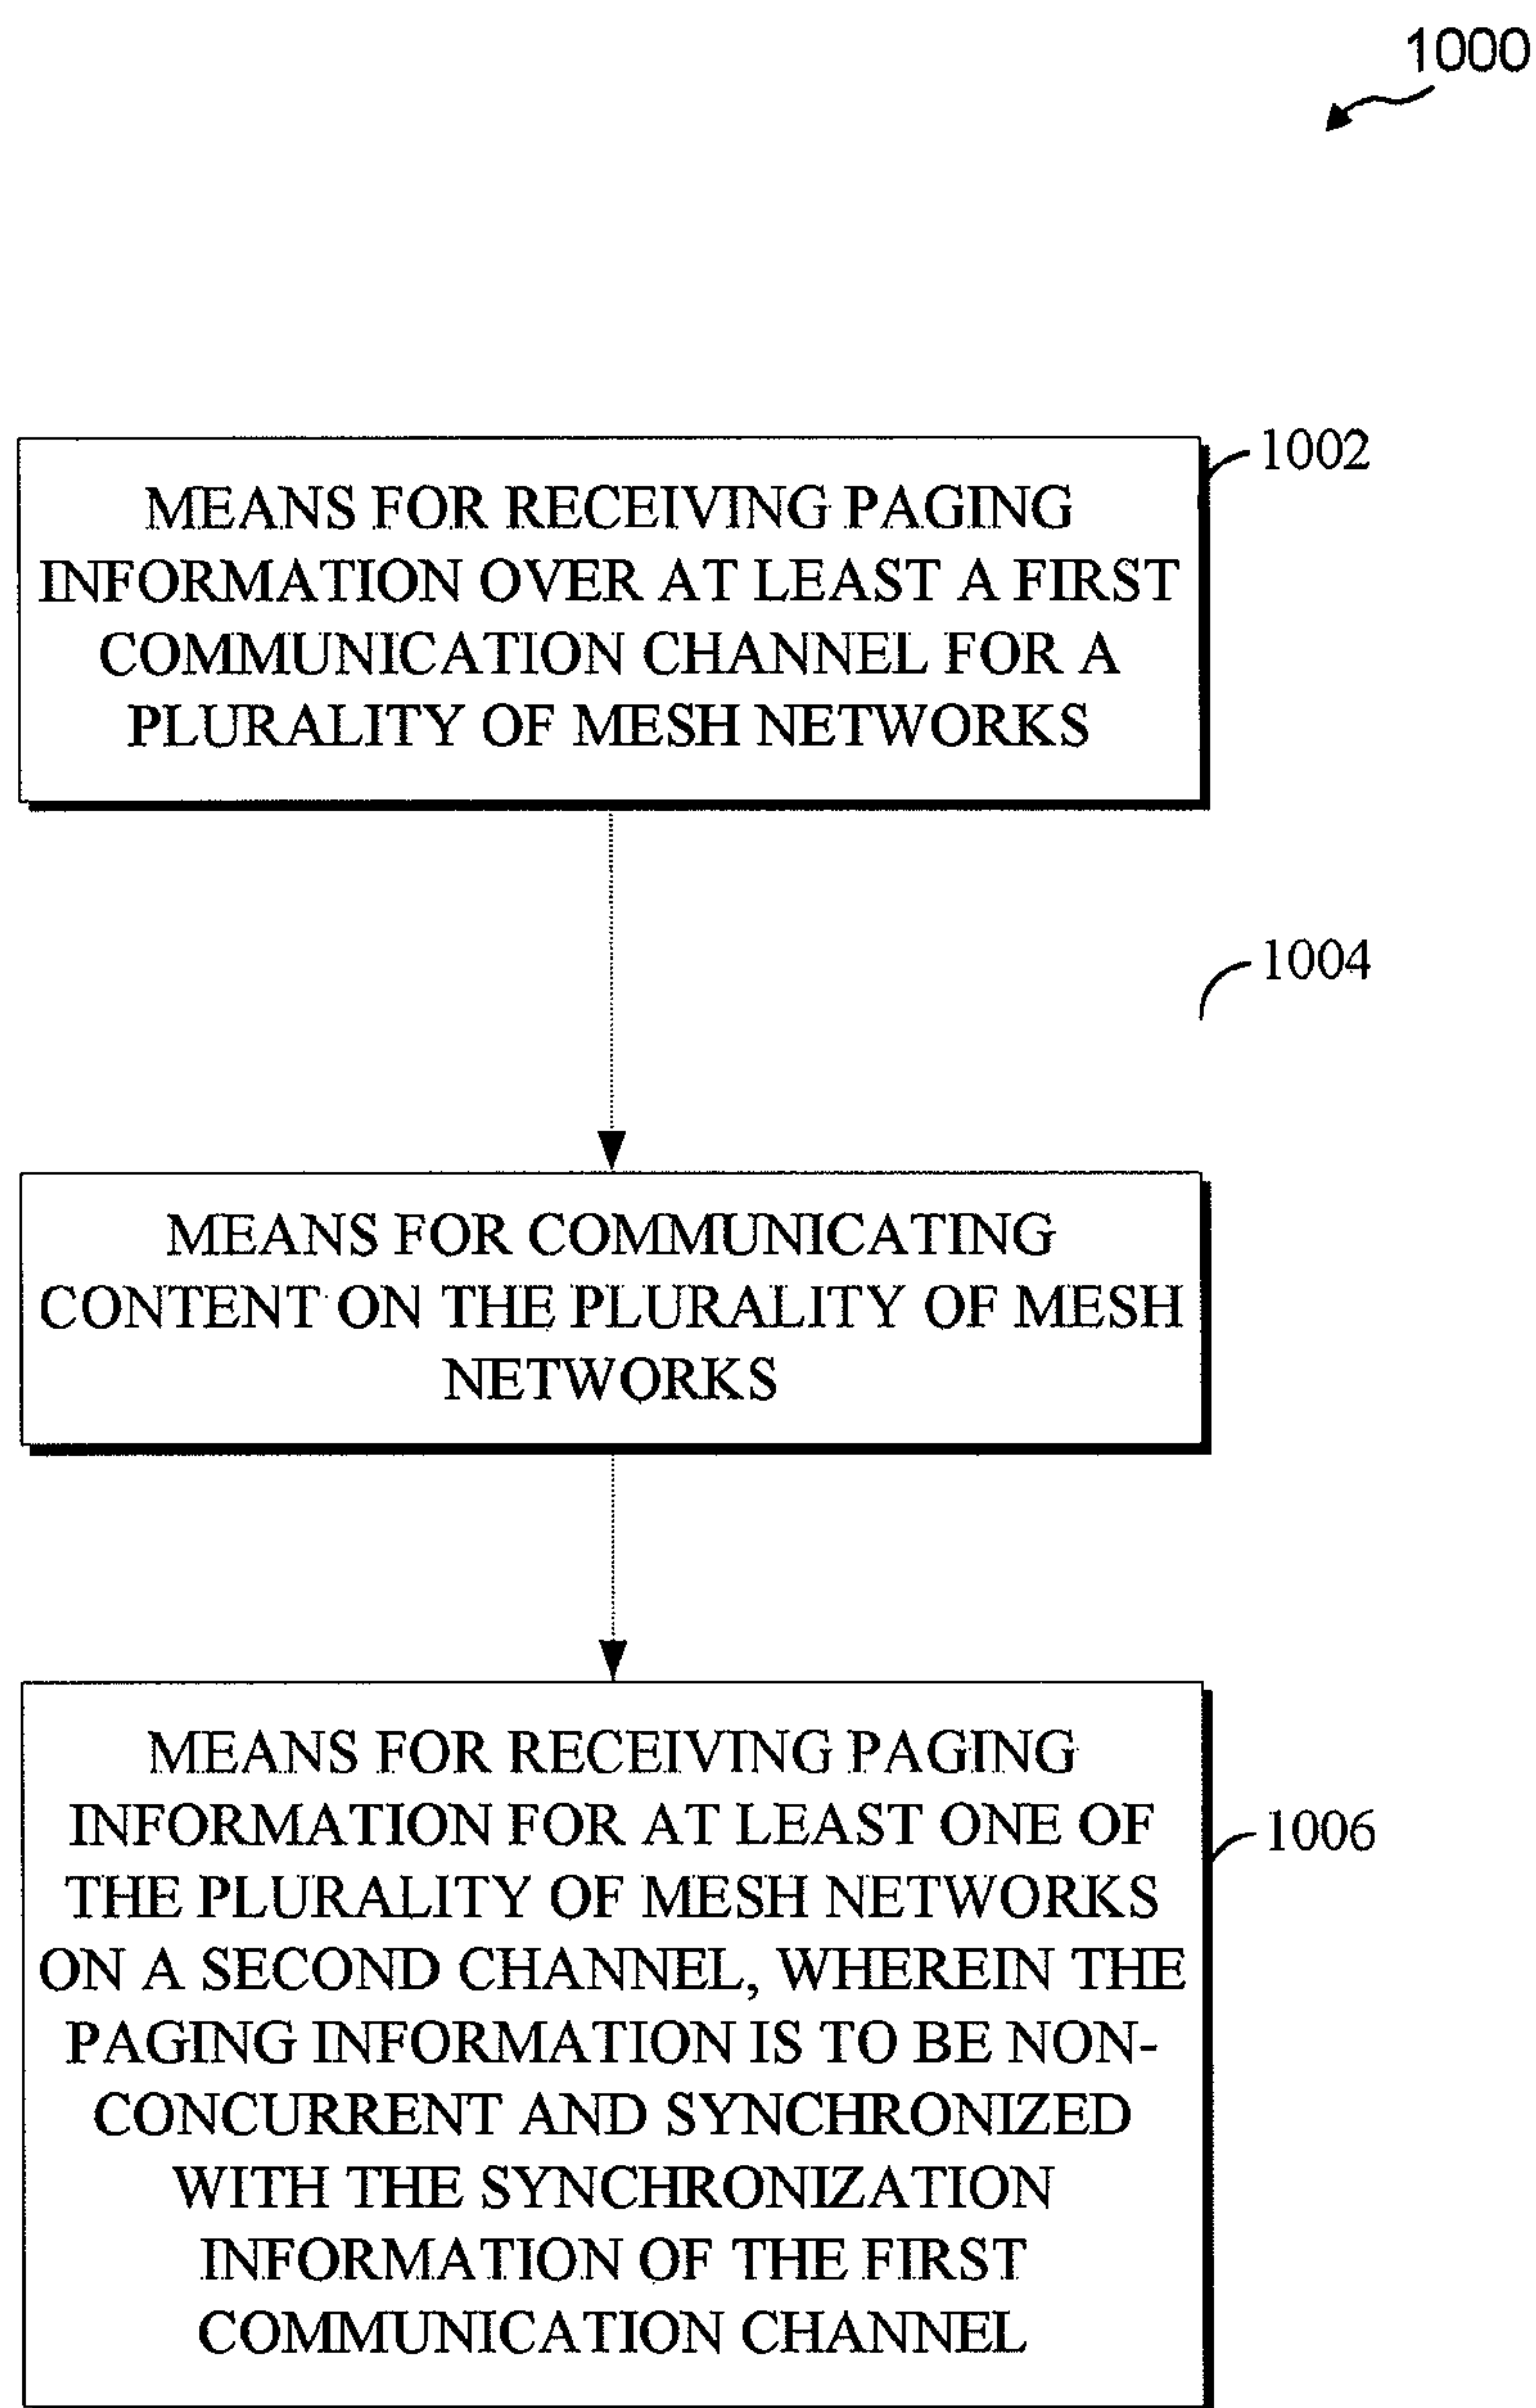 1000
1002
MEANS FOR RECEIVING PAGING
INFORMATION OVER AT LEAST A FIRST
COMMUNICATION CHANNEL FOR A
PLURALITY OF MESH NETWORKS
1004
MEANS FOR COMMUNICATING
CONTENT ON THE PLURALITY OF MESH
NETWORKS
MEANS FOR RECEIVING PAGING
INFORMATION FOR AT LEAST ONE OF
1006
THE PLURALITY OF MESH NETWORKS
ON A SECOND CHANNEL, WHEREIN THE
PAGING INFORMATION IS TO BE NON-
CONCURRENT AND SYNCHRONIZED
WITH THE SYNCHRONIZATION
INFORMATION OF THE FIRST
COMMUNICATION CHANNEL